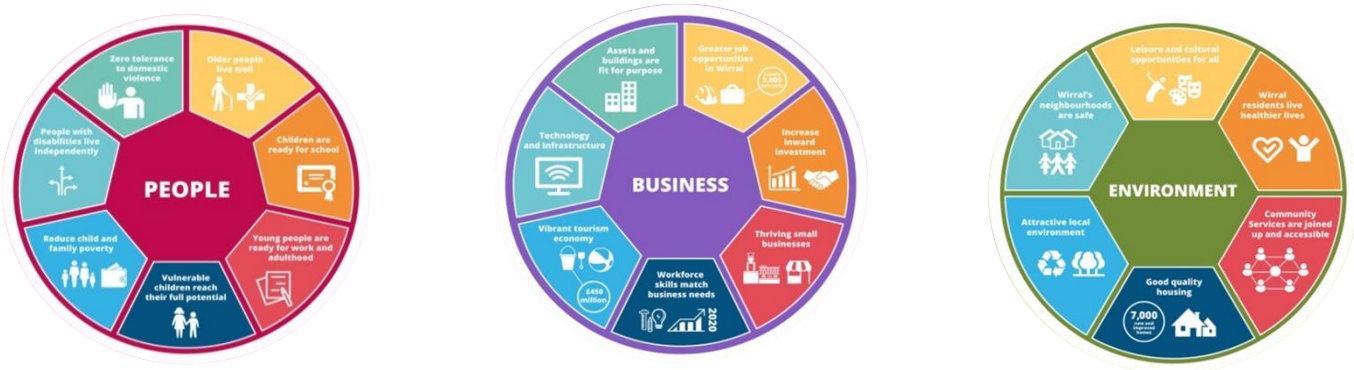 PEOPLE
Zero tolerance
to domestic
violence
Older people
live well
Children are
ready for school
Young people are
ready for work and
adulthood
Vulnerable
children reach
their full potential
Reduce child and
family poverty
People with
disabilities live
independently
BUSINESS
Assets and
buildings are
fit for purpose
Greater job
opportunities
in Wirral
5,000
Increase
inward
investment
Thriving small
businesses
Workforce
skills match
business needs
2020
Vibrant tourism
economy
£450
million
Technology
and Infrastructure
ENVIRONMENT
Leisure and cultural
opportunities for all
Wirral
residents live
healthier lives
Community
Services are joined
up and accessible
Good quality
housing
7,000
new and
improved
homes
Attractive local
environment
Wirral's
neighbourhoods
are safe